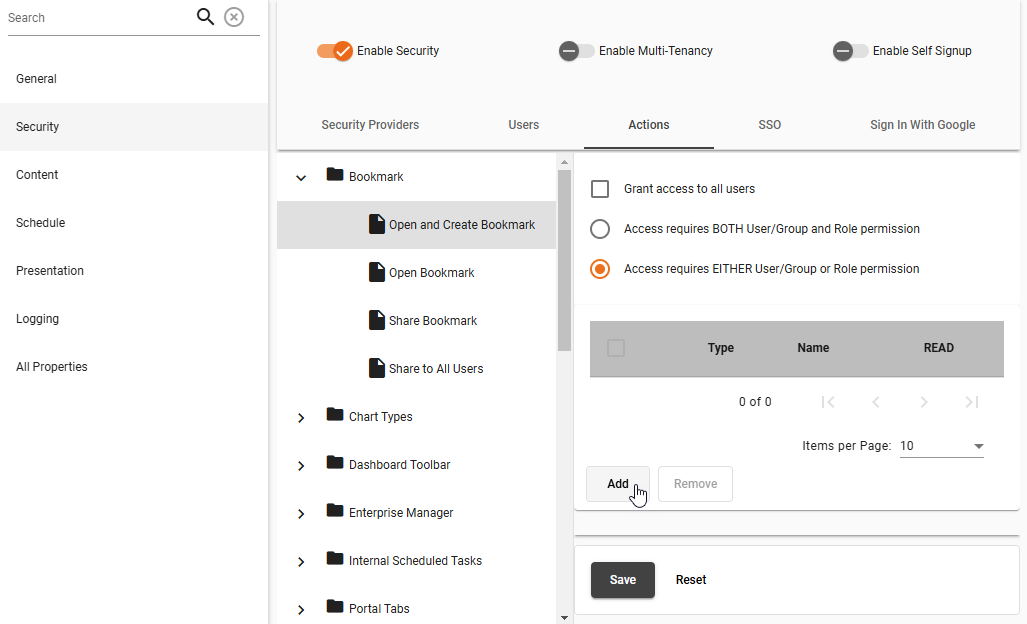 Search
General
Security
Content
Schedule
Presentation
Logging
All Properties
Enable Security
Enable Multi-Tenancy
Enable Self Signup
Security Providers
Users
Actions
SSO
Sign In With Google
Bookmark
Open and Create Bookmark
Open Bookmark
Share Bookmark
Share to All Users
Chart Types
Dashboard Toolbar
Enterprise Manager
Internal Scheduled Tasks
Portal Tabs
Grant access to all users
Access requires BOTH User/Group and Role permission
Access requires EITHER User/Group or Role permission
Type Name READ
0 of 0
Items per Page: 10
Add Remove
Save Reset